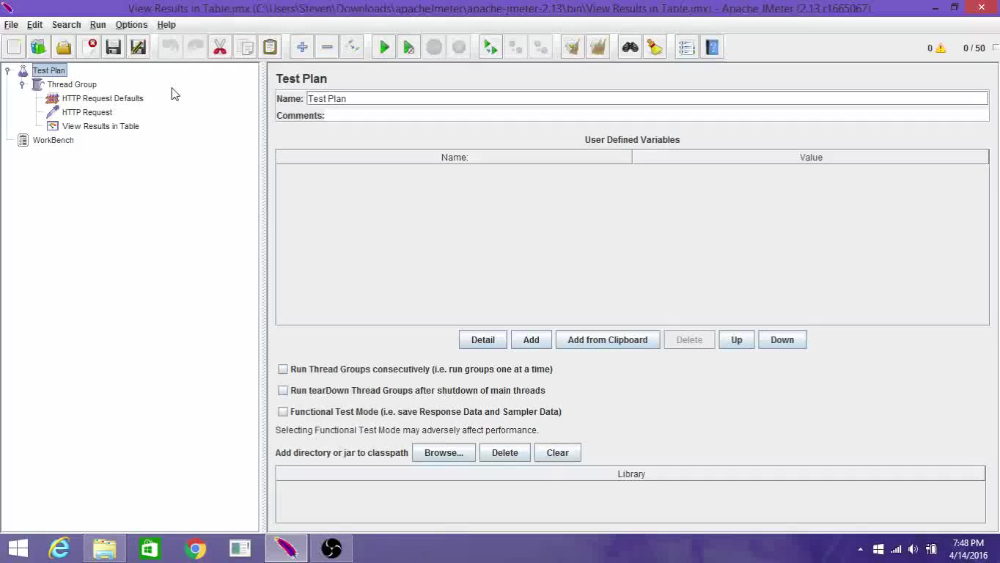 View Results in Table.jmx (C:\Users\Steven\Downloads\apacheJmeter\apache-jmeter-2.13\bin\View Results in Table.jmx) - Apache JMeter (2.13 r1665067)
File Edit Search Run Options Help
0 0 / 50
Test Plan
Thread Group
HTTP Request Defaults
HTTP Request
View Results in Table
WorkBench
Test Plan
Name: Test Plan
Comments:
User Defined Variables
Name: Value
Detail Add Add from Clipboard Delete Up Down
Run Thread Groups consecutively (i.e. run groups one at a time)
Run tearDown Thread Groups after shutdown of main threads
Functional Test Mode (i.e. save Response Data and Sampler Data)
Selecting Functional Test Mode may adversely affect performance.
Add directory or jar to classpath Browse... Delete Clear
Library
7:48 PM
4/14/2016